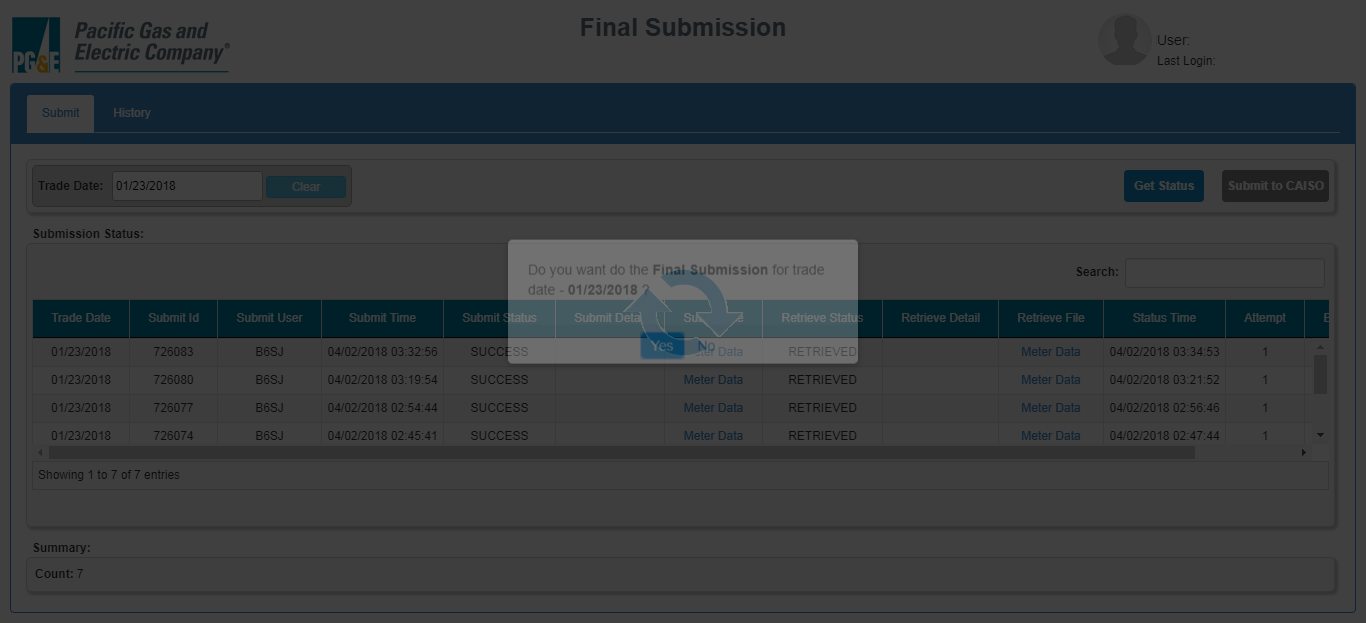 Pacific Gas and
Electric Company®
PG&E
Final Submission
User:
Last Login:
Submit History
Trade Date: 01/23/2018 Clear Get Status Submit to CAISO
Submission Status:
Do you want do the Final Submission for trade
date - 01/23/2018 ?
Yes No
Search:
Trade Date Submit Id Submit User Submit Time Submit Status Submit Detail Retrieve Status Retrieve Detail Retrieve File Status Time Attempt
01/23/2018 726083 B6SJ 04/02/2018 03:32:56 SUCCESS Meter Data RETRIEVED Meter Data 04/02/2018 03:34:53 1
01/23/2018 726080 B6SJ 04/02/2018 03:19:54 SUCCESS Meter Data RETRIEVED Meter Data 04/02/2018 03:21:52 1
01/23/2018 726077 B6SJ 04/02/2018 02:54:44 SUCCESS Meter Data RETRIEVED Meter Data 04/02/2018 02:56:46 1
01/23/2018 726074 B6SJ 04/02/2018 02:45:41 SUCCESS Meter Data RETRIEVED Meter Data 04/02/2018 02:47:44 1
Showing 1 to 7 of 7 entries
Summary:
Count: 7